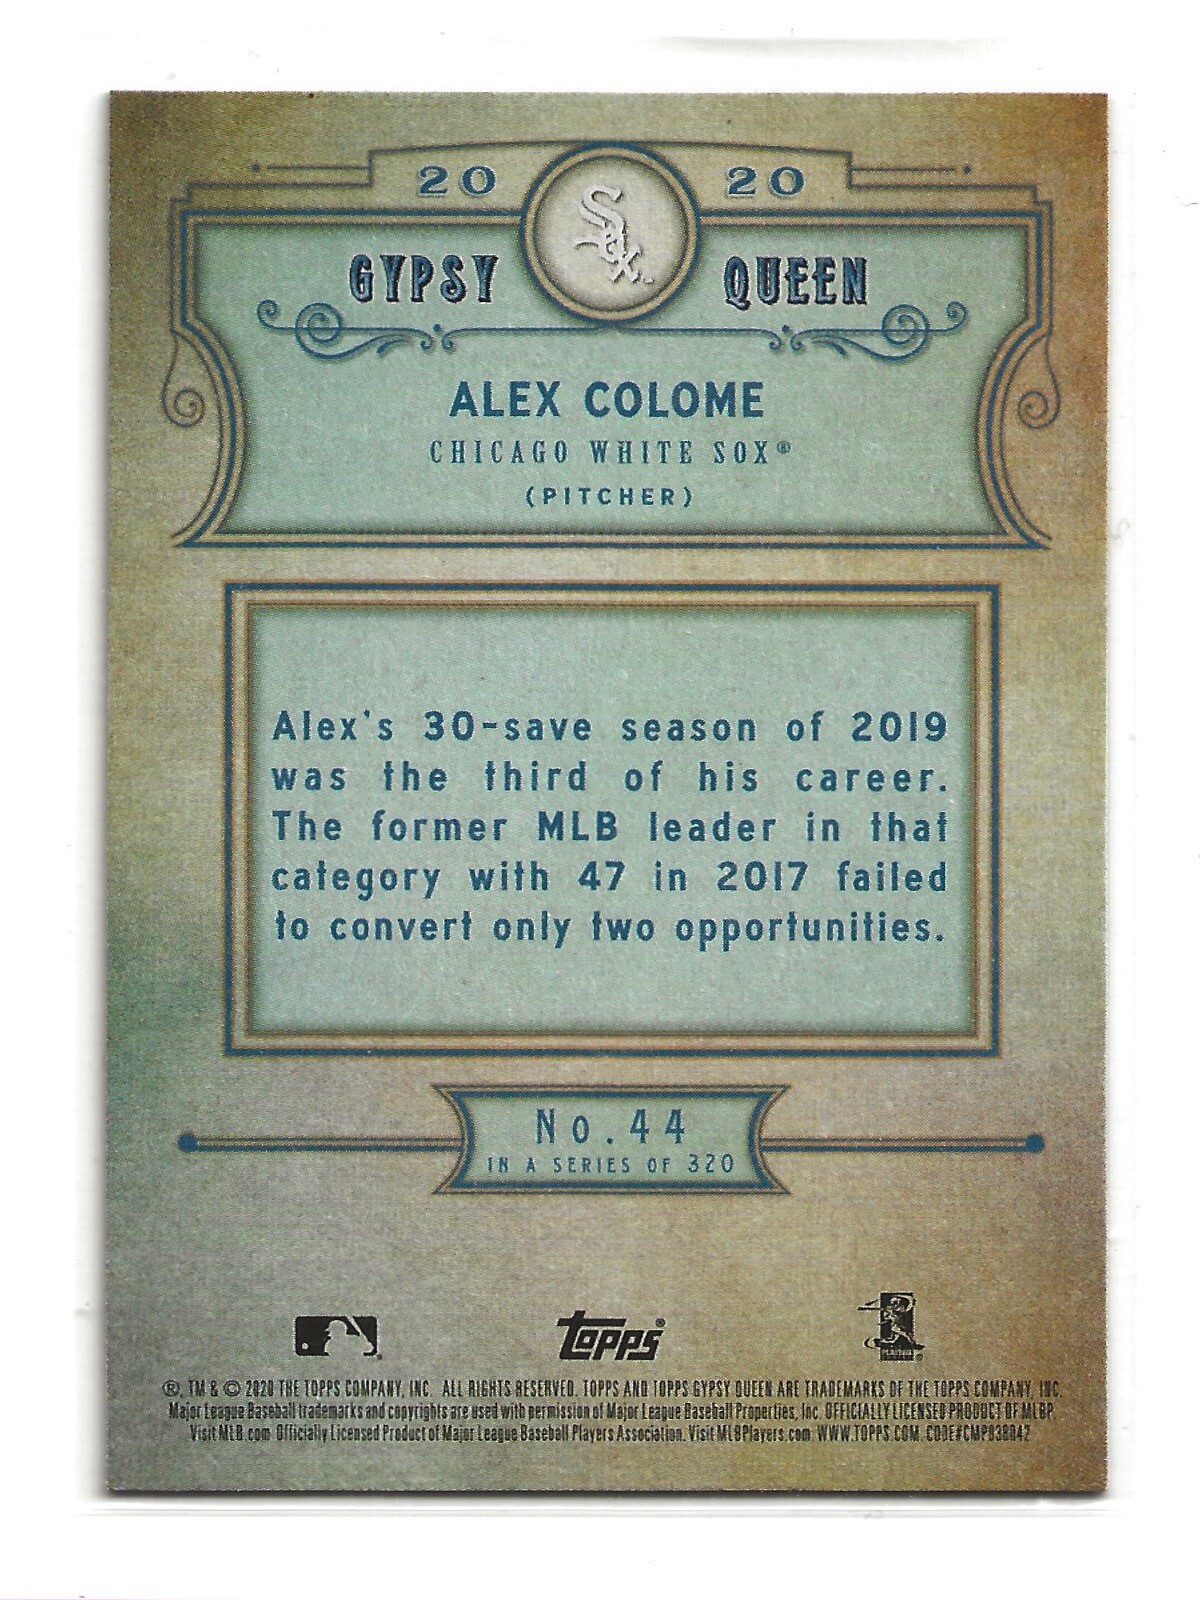 20 20
Sox
GYPSY QUEEN
ALEX COLOME
CHICAGO WHITE SOX®
(PITCHER)
Alex's 30-save season of 2019
was the third of his career.
The former MLB leader in that
category with 47 in 2017 failed
to convert only two opportunities.
No.44
IN A SERIES OF 320
topps®
®, TM & © 2020 THE TOPPS COMPANY, INC. ALL RIGHTS RESERVED. TOPPS AND TOPPS GYPSY QUEEN ARE TRADEMARKS OF THE TOPPS COMPANY, INC.
Major League Baseball trademarks and copyrights are used with permission of Major League Baseball Properties, Inc. OFFICIALLY LICENSED PRODUCT OF MLBP.
Visit MLB.com Officially Licensed Product of Major League Baseball Players Association. Visit MLBPlayers.com WWW.TOPPS.COM. CODE#CMP038042